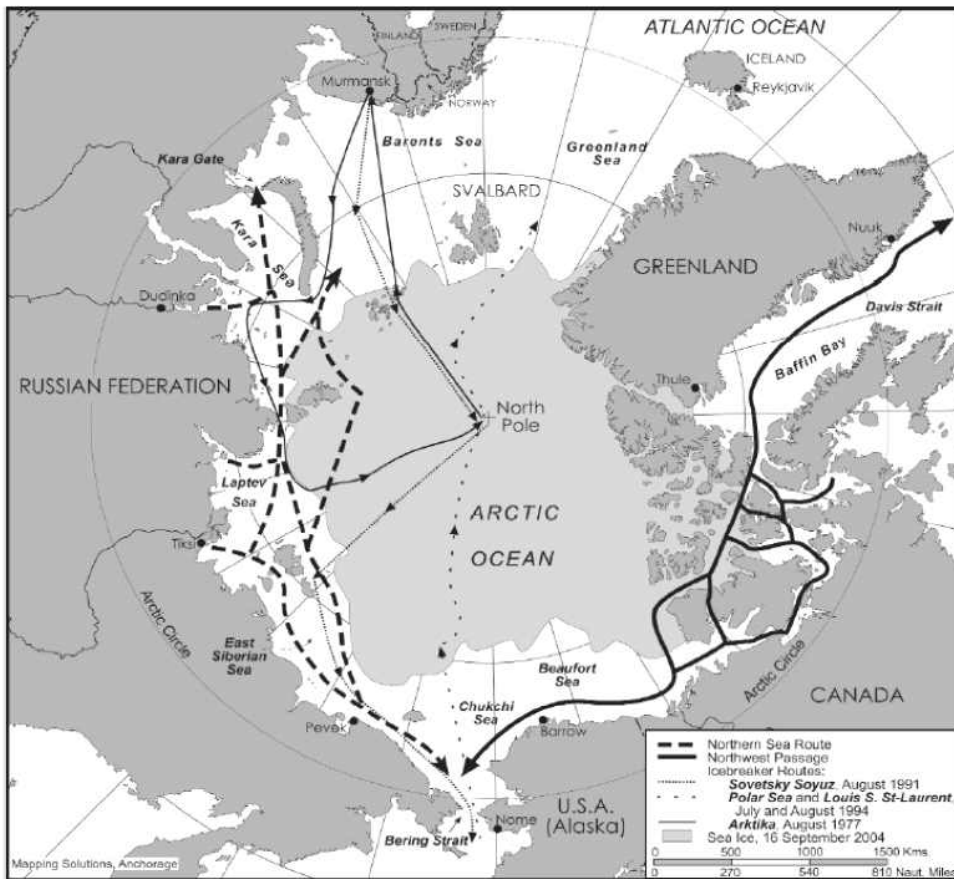 ATLANTIC OCEAN
SWEDEN
FINLAND
ICELAND
Murmansk
Reykjavik
NORWAY
Barents Sea
Greenland
Sea
Kara Gate
SVALBARD
Kara Sea
Nuuk
GREENLAND
Dudinka
Davis Strait
Baffin Bay
RUSSIAN FEDERATION
Thule
North
Pole
Laptev
Sea
ARCTIC
OCEAN
Tiksi
Arctic Circle
East
Siberian
Sea
Beaufort
Sea
Arctic Circle
CANADA
Chukchi
Sea
Pevek
Barrow
U.S.A.
(Alaska)
Nome
Bering Strait
Mapping Solutions, Anchorage
Northern Sea Route
Northwest Passage
Icebreaker Routes:
Sovetsky Soyuz, August 1991
Polar Sea and Louis S. St-Laurent,
July and August 1994
Arktika, August 1977
Sea Ice, 16 September 2004
0 500 1000 1500 Kms.
0 270 540 810 Naut. Miles